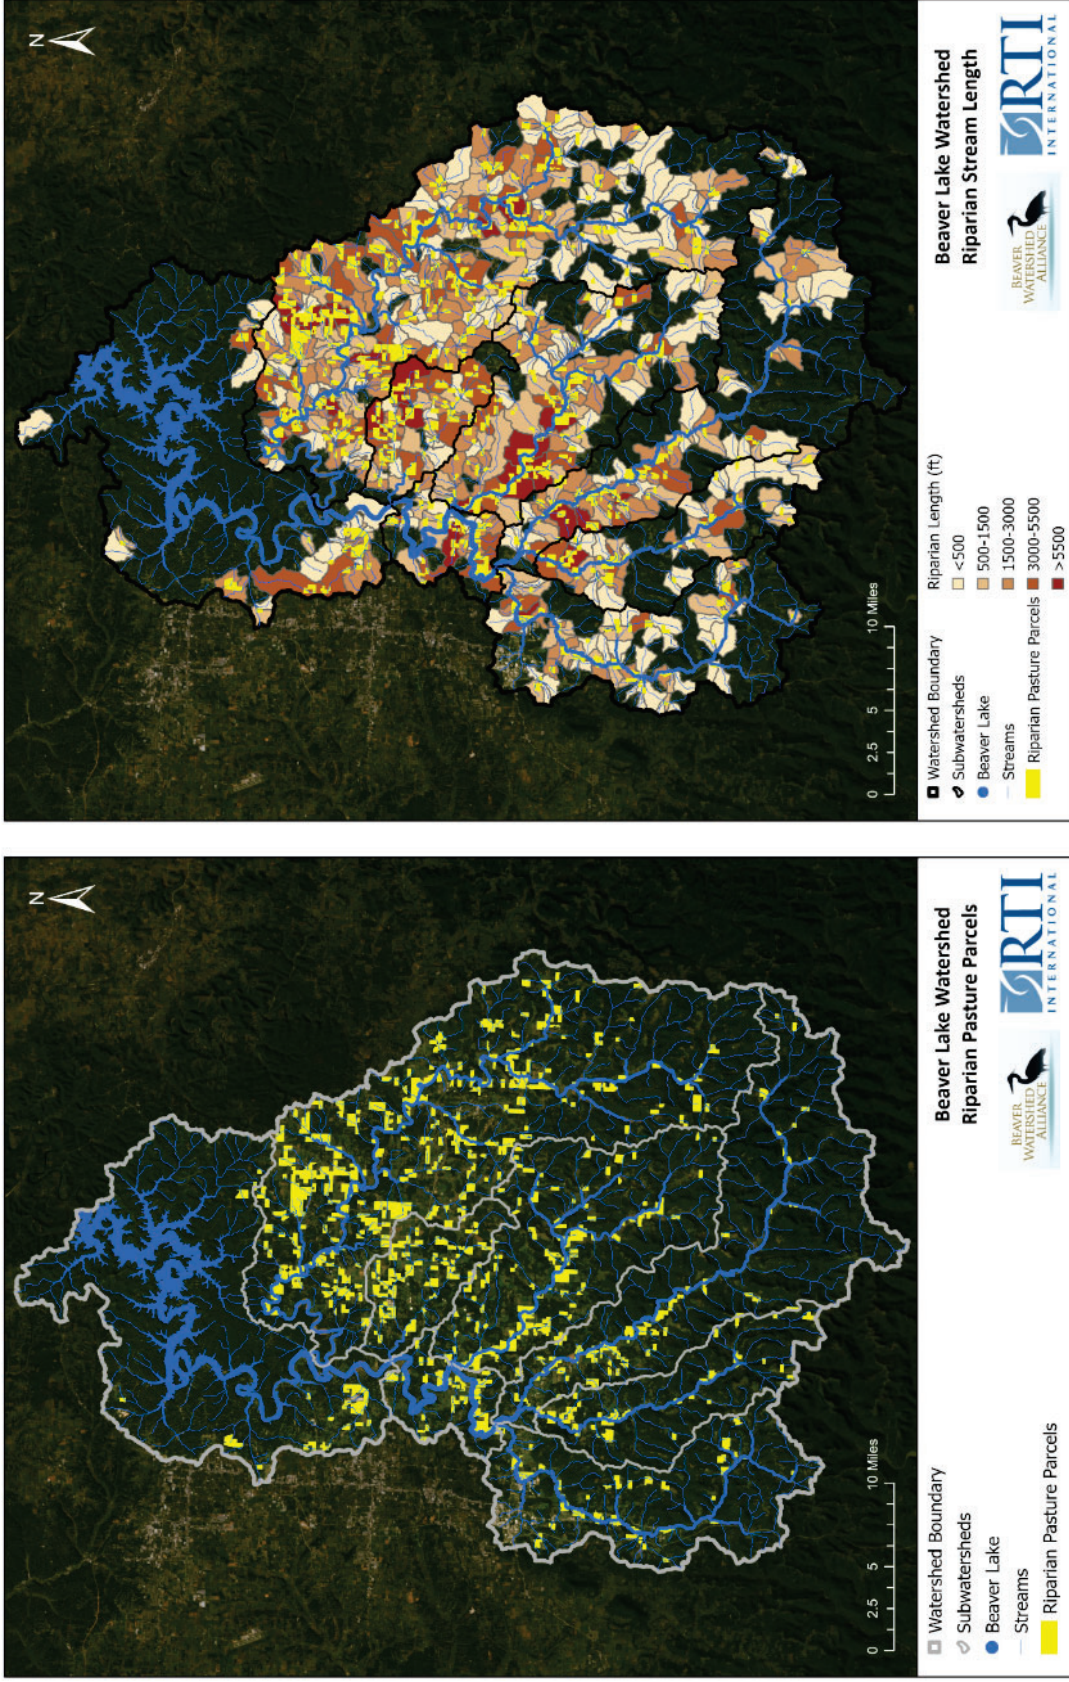 N
0 2.5 5 10 Miles
Beaver Lake Watershed
Riparian Pasture Parcels
Watershed Boundary
Subwatersheds
Beaver Lake
Streams
Riparian Pasture Parcels
BEAVER
WATERSHED
ALLIANCE
RTI
INTERNATIONAL
N
0 2.5 5 10 Miles
Beaver Lake Watershed
Riparian Stream Length
Watershed Boundary
Subwatersheds
Beaver Lake
Streams
Riparian Pasture Parcels
Riparian Length (ft)
<500
500-1500
1500-3000
3000-5500
>5500
BEAVER
WATERSHED
ALLIANCE
RTI
INTERNATIONAL